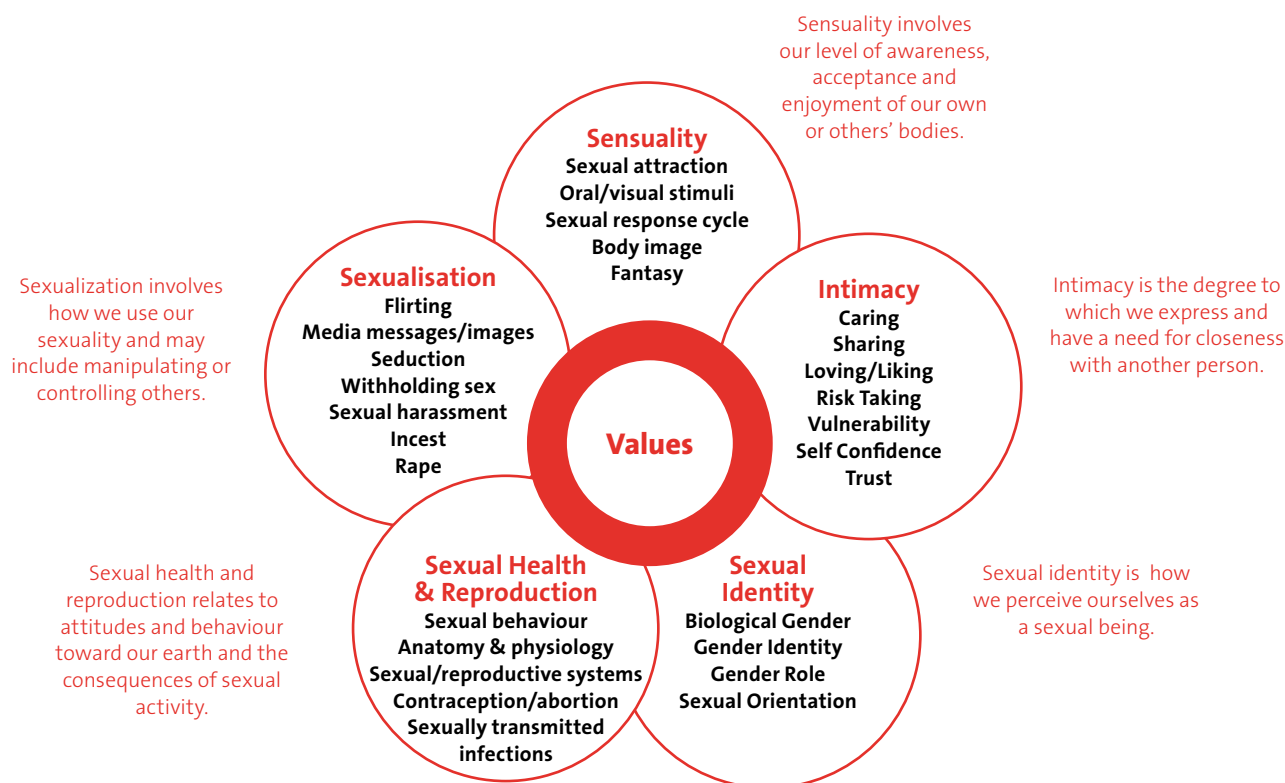 Sensuality involves
our level of awareness,
acceptance and
enjoyment of our own
or others’ bodies.
Sensuality
Sexual attraction
Oral/visual stimuli
Sexual response cycle
Body image
Fantasy
Sexualization involves
how we use our
sexuality and may
include manipulating or
controlling others.
Sexualisation
Flirting
Media messages/images
Seduction
Withholding sex
Sexual harassment
Incest
Rape
Values
Intimacy
Caring
Sharing
Loving/Liking
Risk Taking
Vulnerability
Self Confidence
Trust
Intimacy is the degree to
which we express and
have a need for closeness
with another person.
Sexual health and
reproduction relates to
attitudes and behaviour
toward our earth and the
consequences of sexual
activity.
Sexual Health
& Reproduction
Sexual behaviour
Anatomy & physiology
Sexual/reproductive systems
Contraception/abortion
Sexually transmitted
infections
Sexual
Identity
Biological Gender
Gender Identity
Gender Role
Sexual Orientation
Sexual identity is how
we perceive ourselves as
a sexual being.